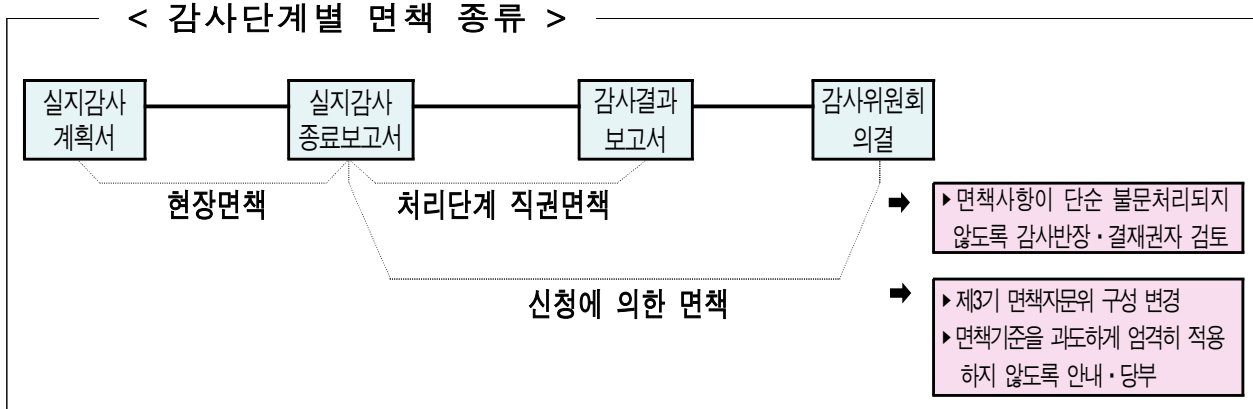 < 감사단계별 면책 종류 >
실지감사
계획서
실지감사
종료보고서
감사결과
보고서
감사위원회
의결
현장면책
처리단계 직권면책
신청에 의한 면책
➡
▶면책사항이 단순 불문처리되지
않도록 감사반장・결재권자 검토
➡
▶제3기 면책자문위 구성 변경
▶면책기준을 과도하게 엄격히 적용
하지 않도록 안내・당부